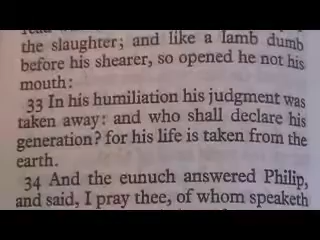 the slaughter; and like a lamb dumb
before his shearer, so opened he not his
mouth:
33 In his humiliation his judgment was
taken away: and who shall declare his
generation? for his life is taken from the
earth.
34 And the eunuch answered Philip,
and said, I pray thee, of whom speaketh